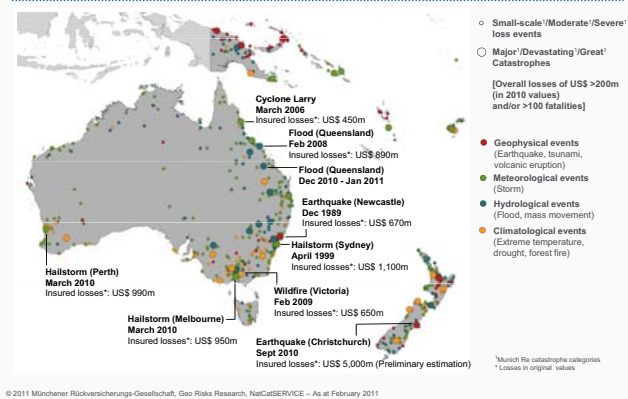 Small-scale¹/Moderate¹/Severe¹
loss events
Major¹/Devastating¹/Great¹
Catastrophes
[Overall losses of US$ >200m
(in 2010 values)
and/or >100 fatalities]
Geophysical events
(Earthquake, tsunami,
volcanic eruption)
Meteorological events
(Storm)
Hydrological events
(Flood, mass movement)
Climatological events
(Extreme temperature,
drought, forest fire)
Cyclone Larry
March 2006
Insured losses*: US$ 450m
Flood (Queensland)
Feb 2008
Insured losses*: US$ 890m
Flood (Queensland)
Dec 2010 - Jan 2011
Earthquake (Newcastle)
Dec 1989
Insured losses*: US$ 670m
Hailstorm (Sydney)
April 1999
Insured losses*: US$ 1,100m
Hailstorm (Perth)
March 2010
Insured losses*: US$ 990m
Wildfire (Victoria)
Feb 2009
Insured losses*: US$ 650m
Hailstorm (Melbourne)
March 2010
Insured losses*: US$ 950m
Earthquake (Christchurch)
Sept 2010
Insured losses*: US$ 5,000m (Preliminary estimation)
¹Munich Re catastrophe categories
* Losses in original values
© 2011 Münchener Rückversicherungs-Gesellschaft, Geo Risks Research, NatCatSERVICE – As at February 2011